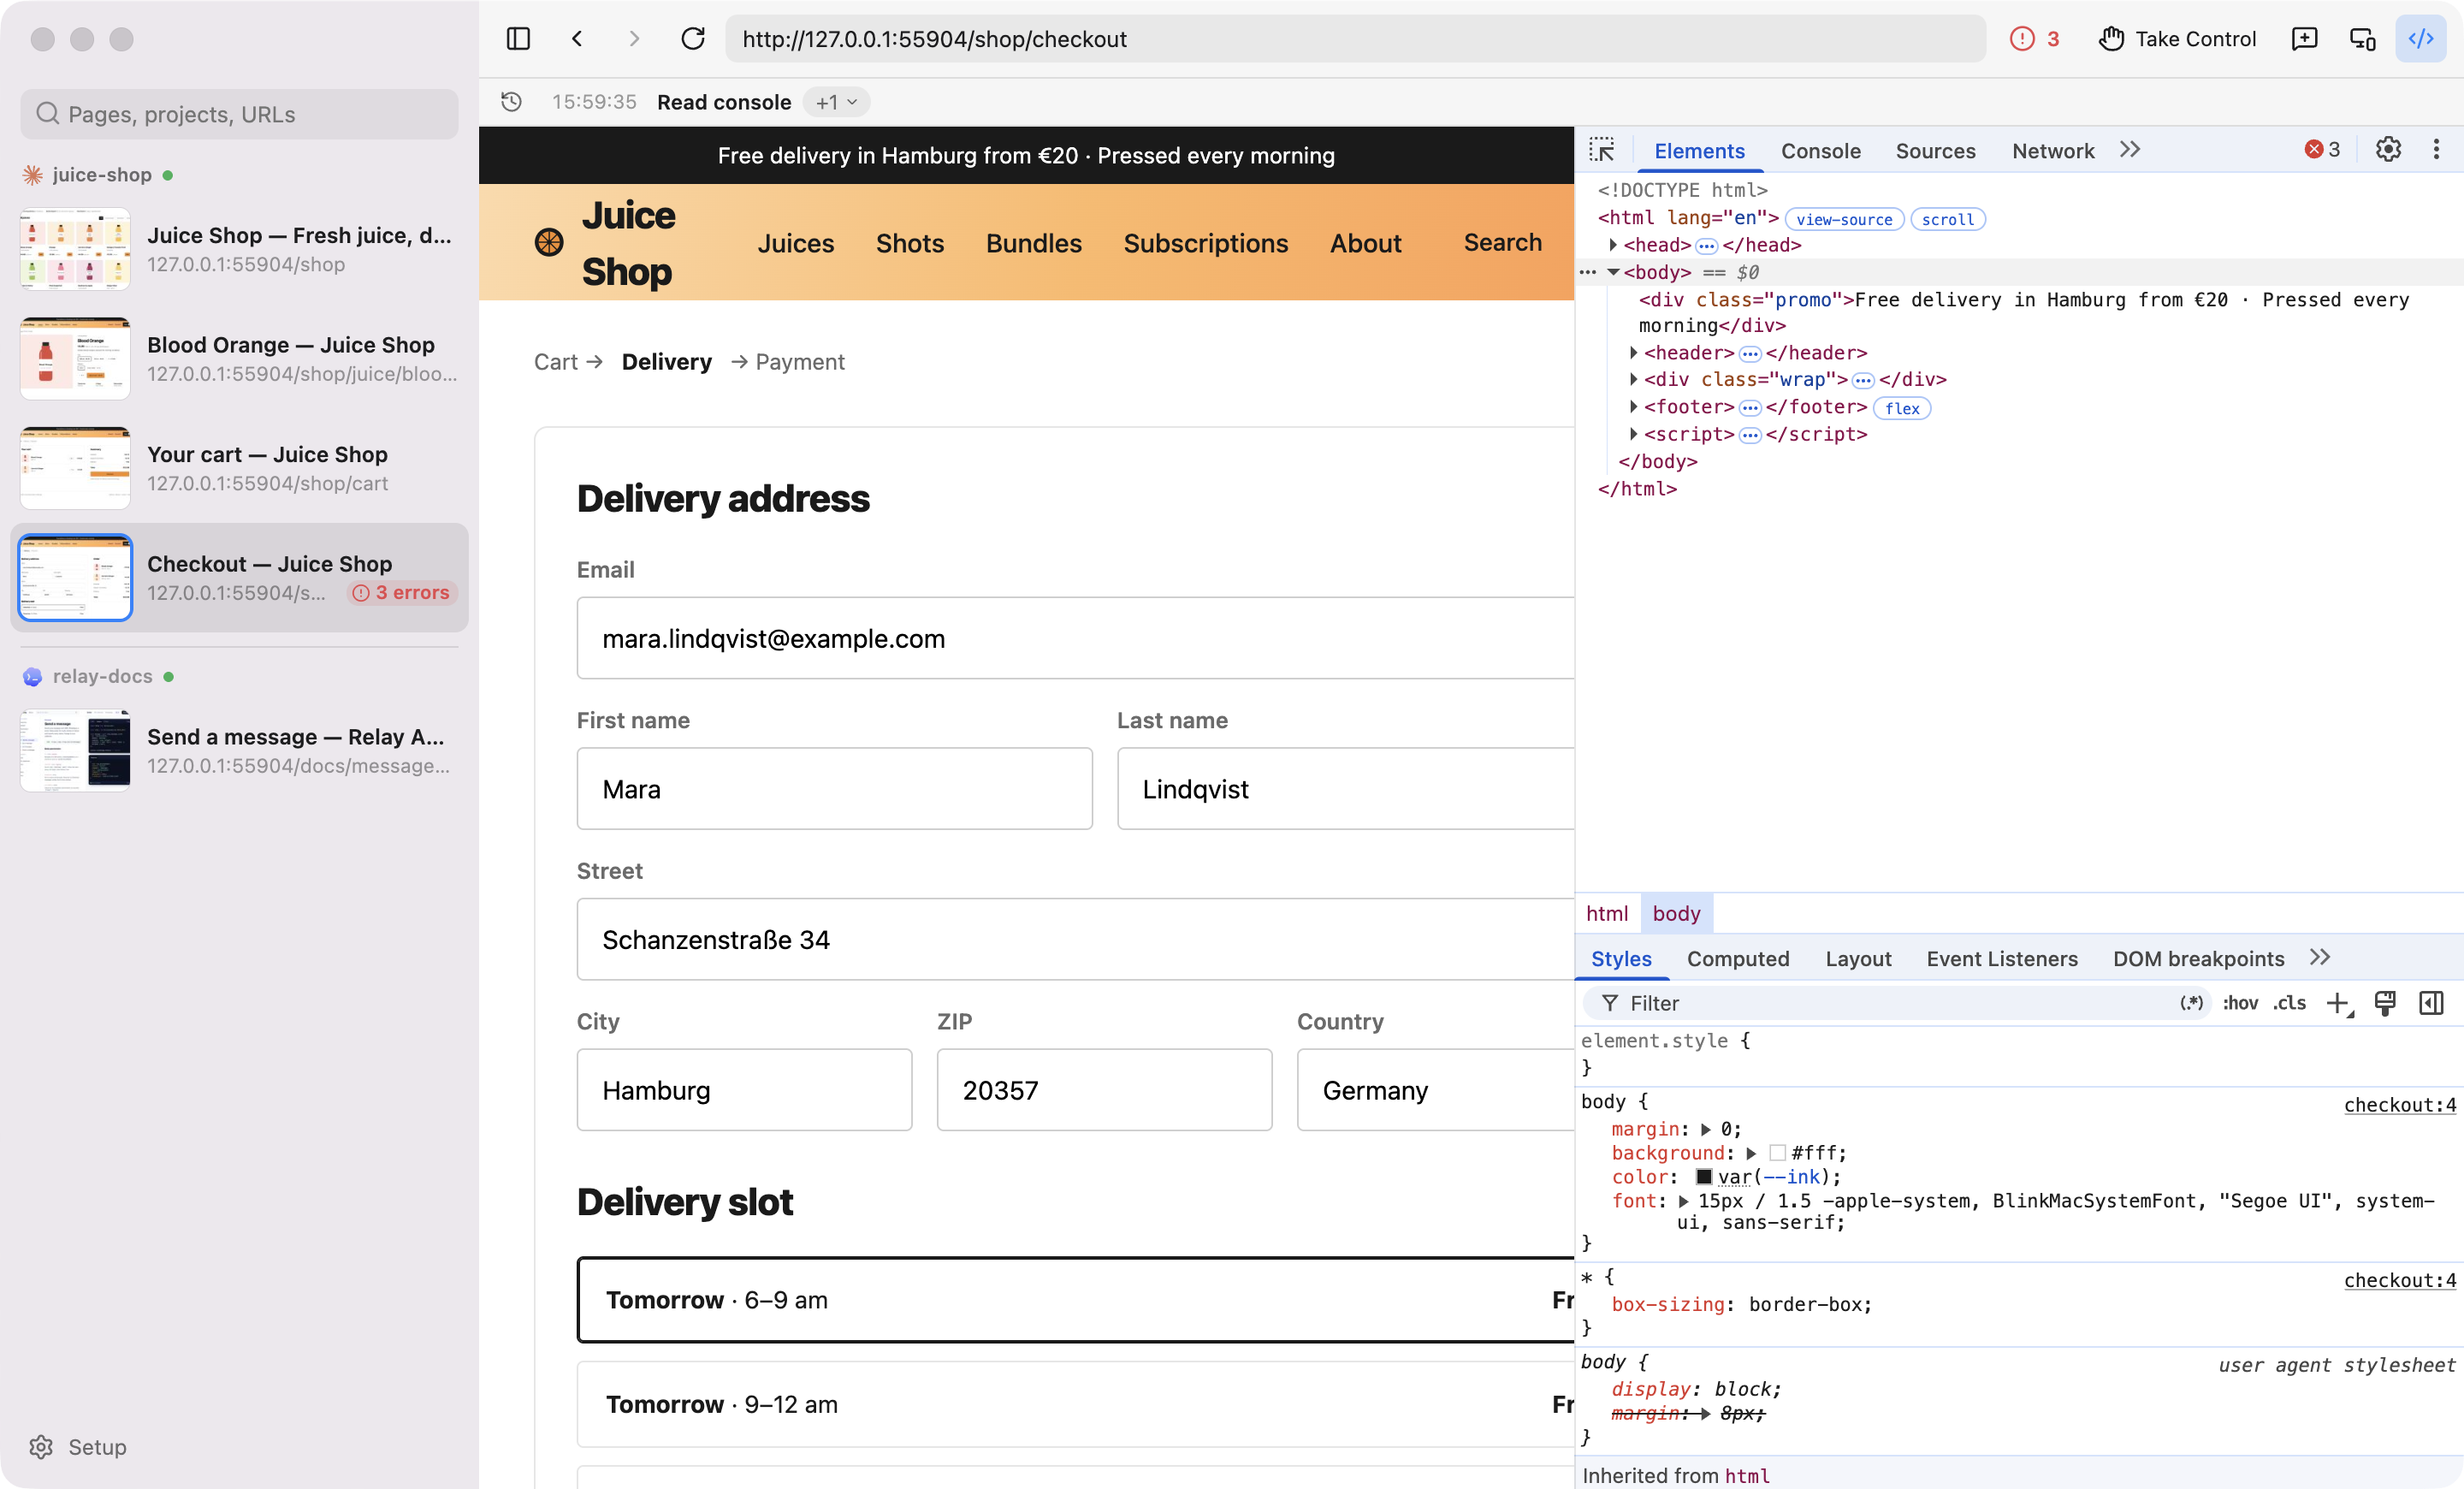 http://127.0.0.1:55904/shop/checkout
3
Take Control
Pages, projects, URLs
15:59:35 Read console +1
juice-shop
Juice Shop — Fresh juice, d...
127.0.0.1:55904/shop
Blood Orange — Juice Shop
127.0.0.1:55904/shop/juice/bloo...
Your cart — Juice Shop
127.0.0.1:55904/shop/cart
Checkout — Juice Shop
127.0.0.1:55904/s... 3 errors
relay-docs
Send a message — Relay A...
127.0.0.1:55904/docs/message...
Setup
Free delivery in Hamburg from €20 · Pressed every morning
Juice Shop
Juices Shots Bundles Subscriptions About Search
Cart → Delivery → Payment
Delivery address
Email
mara.lindqvist@example.com
First name Last name
Mara Lindqvist
Street
Schanzenstraße 34
City ZIP Country
Hamburg 20357 Germany
Delivery slot
Tomorrow · 6–9 am Fr
Tomorrow · 9–12 am Fr
Elements Console Sources Network 3
<!DOCTYPE html>
<html lang="en"> view-source scroll
<head> ••• </head>
••• <body> == $0
<div class="promo">Free delivery in Hamburg from €20 · Pressed every
morning</div>
<header> ••• </header>
<div class="wrap"> ••• </div>
<footer> ••• </footer> flex
<script> ••• </script>
</body>
</html>
html body
Styles Computed Layout Event Listeners DOM breakpoints
Filter (.*) :hov .cls
element.style {
}
body { checkout:4
margin: 0;
background: #fff;
color: var(--ink);
font: 15px / 1.5 -apple-system, BlinkMacSystemFont, "Segoe UI", system-
ui, sans-serif;
}
* { checkout:4
box-sizing: border-box;
}
body { user agent stylesheet
display: block;
margin: 8px;
}
Inherited from html